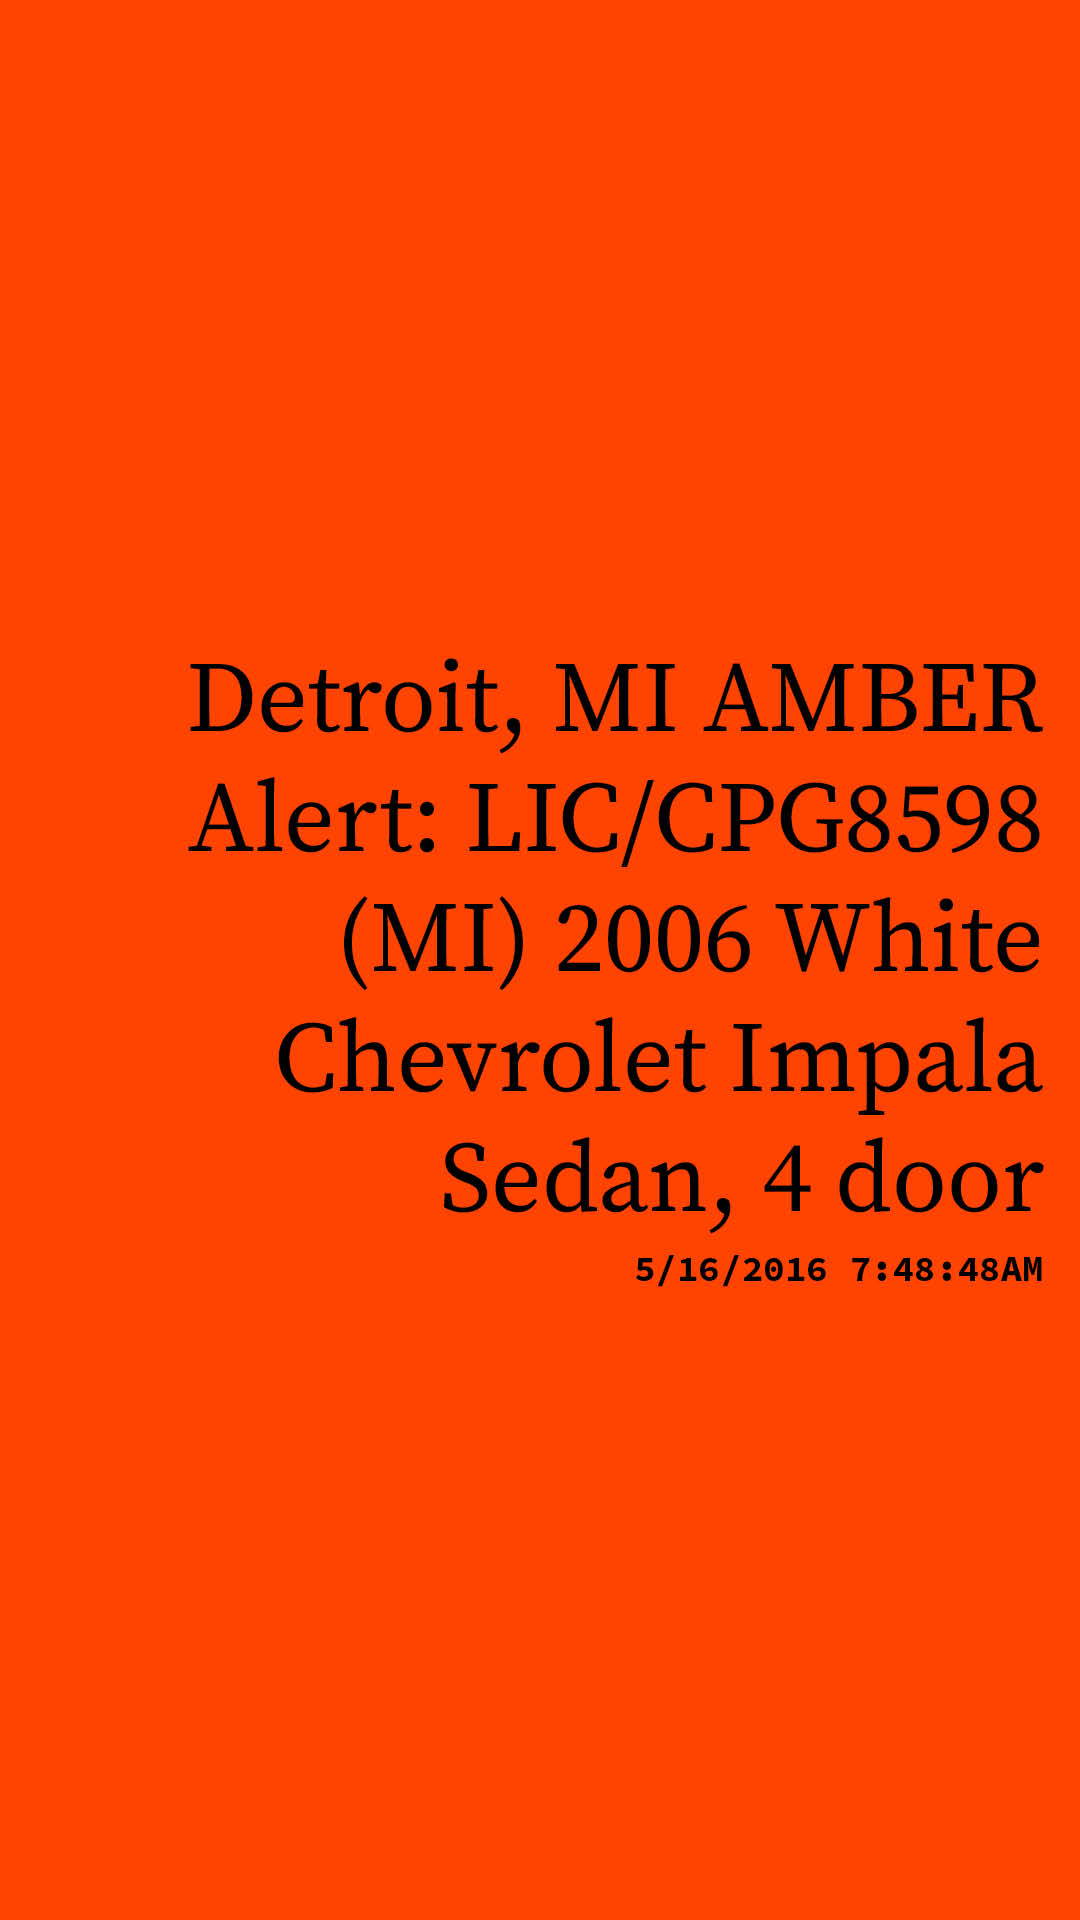 Detroit, MI AMBER
Alert: LIC/CPG8598
(MI) 2006 White
Chevrolet Impala
Sedan, 4 door
5/16/2016 7:48:48AM